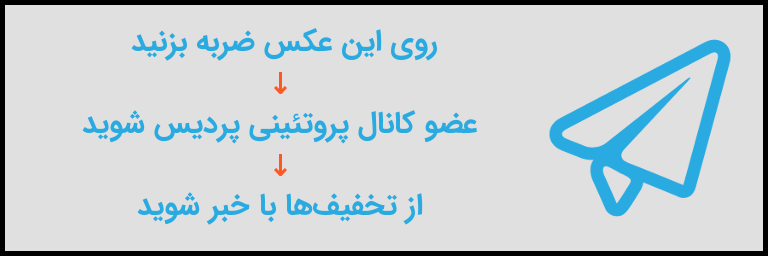 روی این عکس ضربه بزنید
↓
عضو کانال پروتئینی پردیس شوید
↓
از تخفیف‌ها با خبر شوید